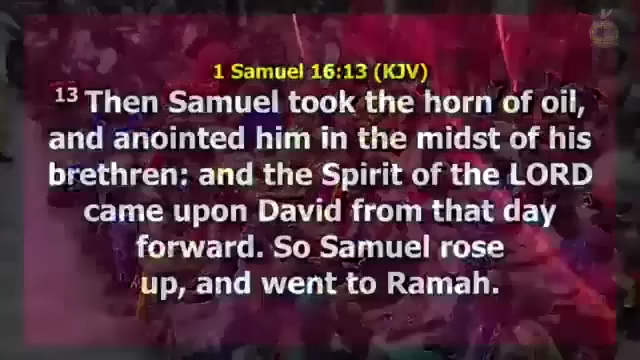 1 Samuel 16:13 (KJV)
13 Then Samuel took the horn of oil,
and anointed him in the midst of his
brethren: and the Spirit of the LORD
came upon David from that day
forward. So Samuel rose
up, and went to Ramah.